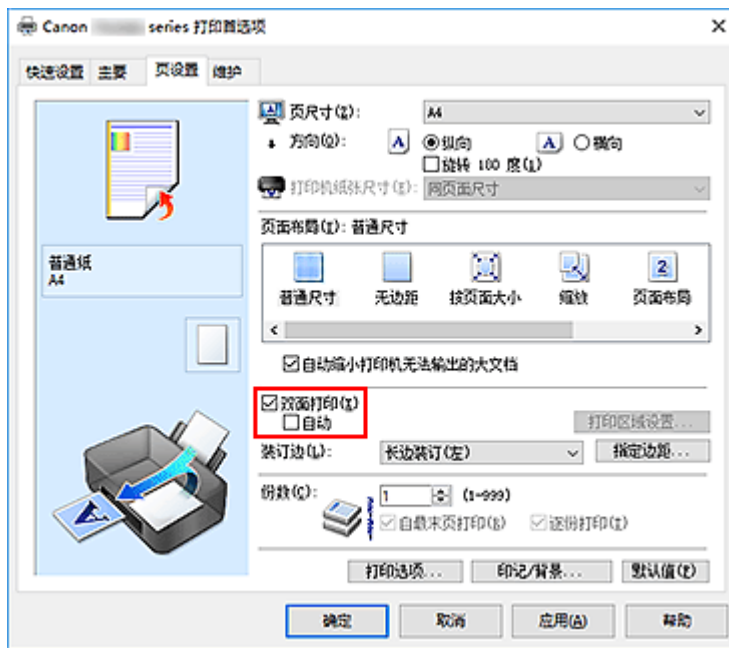 Canon series 打印首选项
快速设置 主要 页设置 维护
页尺寸(Z): A4
方向(O): A 纵向 A 横向
旋转 180 度(1)
打印机纸张尺寸(E): 同页面尺寸
页面布局(I): 普通尺寸
普通纸
A4
普通尺寸 无边距 按页面大小 缩放 页面布局
自动缩小打印机无法输出的大文档
双面打印(X)
自动
打印区域设置...
装订边(L): 长边装订(左) 指定边距...
份数(C): 1 (1-999)
自最末页打印(B) 逐份打印(T)
打印选项... 印记/背景... 默认值(F)
确定 取消 应用(A) 帮助